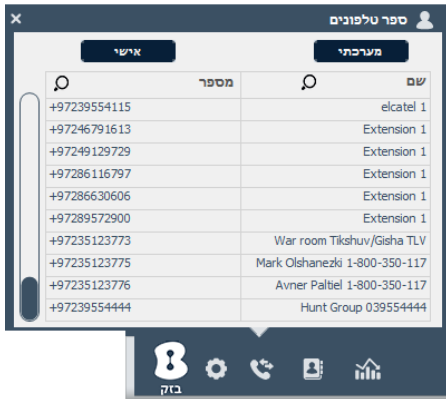 ספר טלפונים
מערכתי אישי
שם מספר
elcatel 1 +97239554115
Extension 1 +97246791613
Extension 1 +97249129729
Extension 1 +97286116797
Extension 1 +97286630606
Extension 1 +97289572900
War room Tikshuv/Gisha TLV +97235123773
Mark Olshanezki 1-800-350-117 +97235123775
Avner Paltiel 1-800-350-117 +97235123776
Hunt Group 039554444 +97239554444
בזק